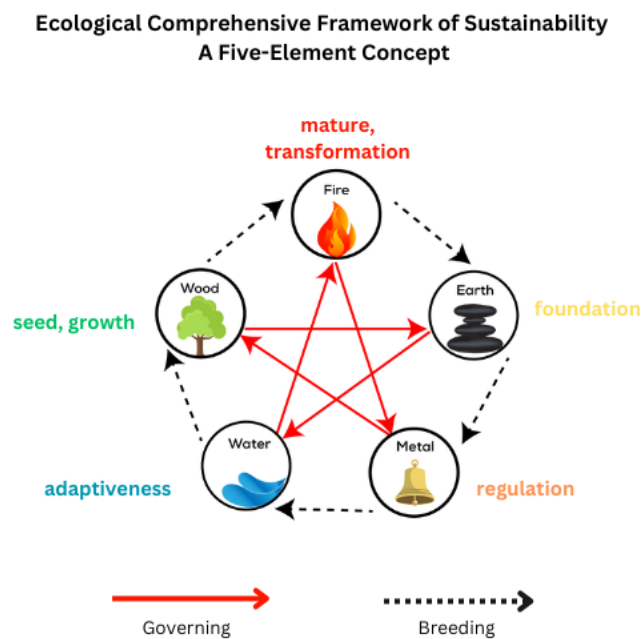 Ecological Comprehensive Framework of Sustainability
A Five-Element Concept
mature,
transformation
Fire
Wood
Earth
seed, growth
foundation
Water
Metal
adaptiveness
regulation
Governing
Breeding